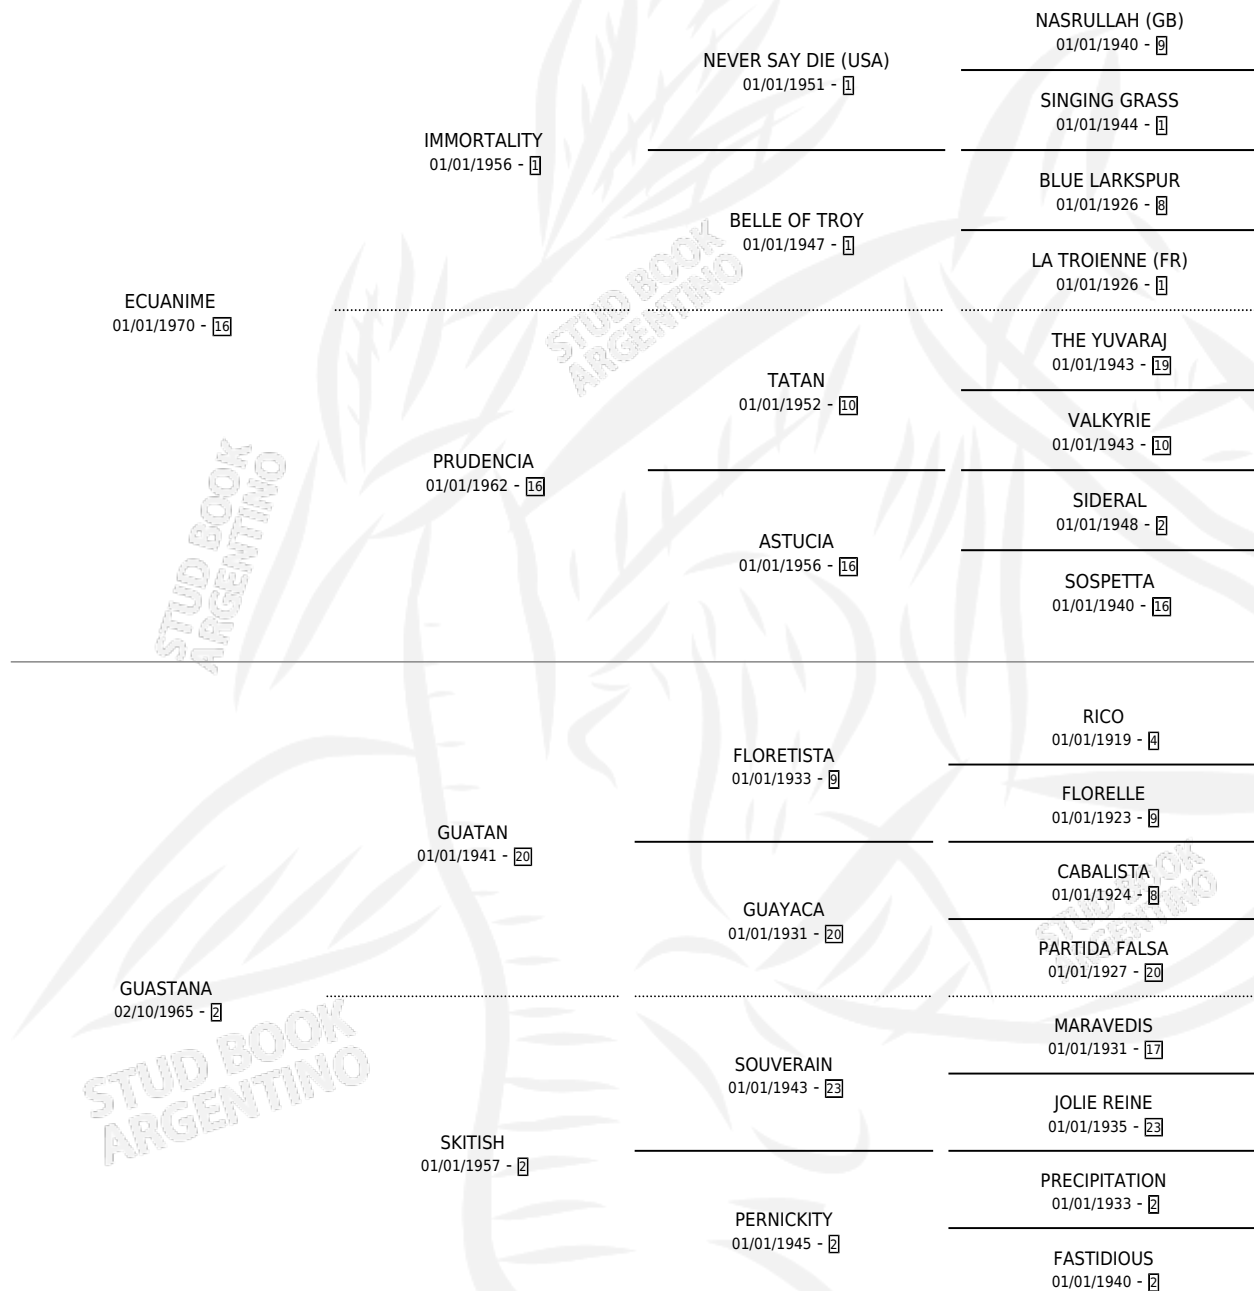 NASRULLAH (GB)
01/01/1940 - 9
NEVER SAY DIE (USA)
01/01/1951 - 1
SINGING GRASS
01/01/1944 - 1
IMMORTALITY
01/01/1956 - 1
BLUE LARKSPUR
01/01/1926 - 8
BELLE OF TROY
01/01/1947 - 1
LA TROIENNE (FR)
01/01/1926 - 1
ECUANIME
01/01/1970 - 16
THE YUVARAJ
01/01/1943 - 19
TATAN
01/01/1952 - 10
VALKYRIE
01/01/1943 - 10
PRUDENCIA
01/01/1962 - 16
SIDERAL
01/01/1948 - 2
ASTUCIA
01/01/1956 - 16
SOSPETTA
01/01/1940 - 16
RICO
01/01/1919 - 4
FLORETISTA
01/01/1933 - 9
FLORELLE
01/01/1923 - 9
GUATAN
01/01/1941 - 20
CABALISTA
01/01/1924 - 8
GUAYACA
01/01/1931 - 20
PARTIDA FALSA
01/01/1927 - 20
GUASTANA
02/10/1965 - 2
MARAVEDIS
01/01/1931 - 17
SOUVERAIN
01/01/1943 - 23
JOLIE REINE
01/01/1935 - 23
SKITISH
01/01/1957 - 2
PRECIPITATION
01/01/1933 - 2
PERNICKITY
01/01/1945 - 2
FASTIDIOUS
01/01/1940 - 2
STUD BOOK
ARGENTINO
STUD BOOK
ARGENTINO
STUD BOOK
ARGENTINO
STUD BOOK
ARGENTINO